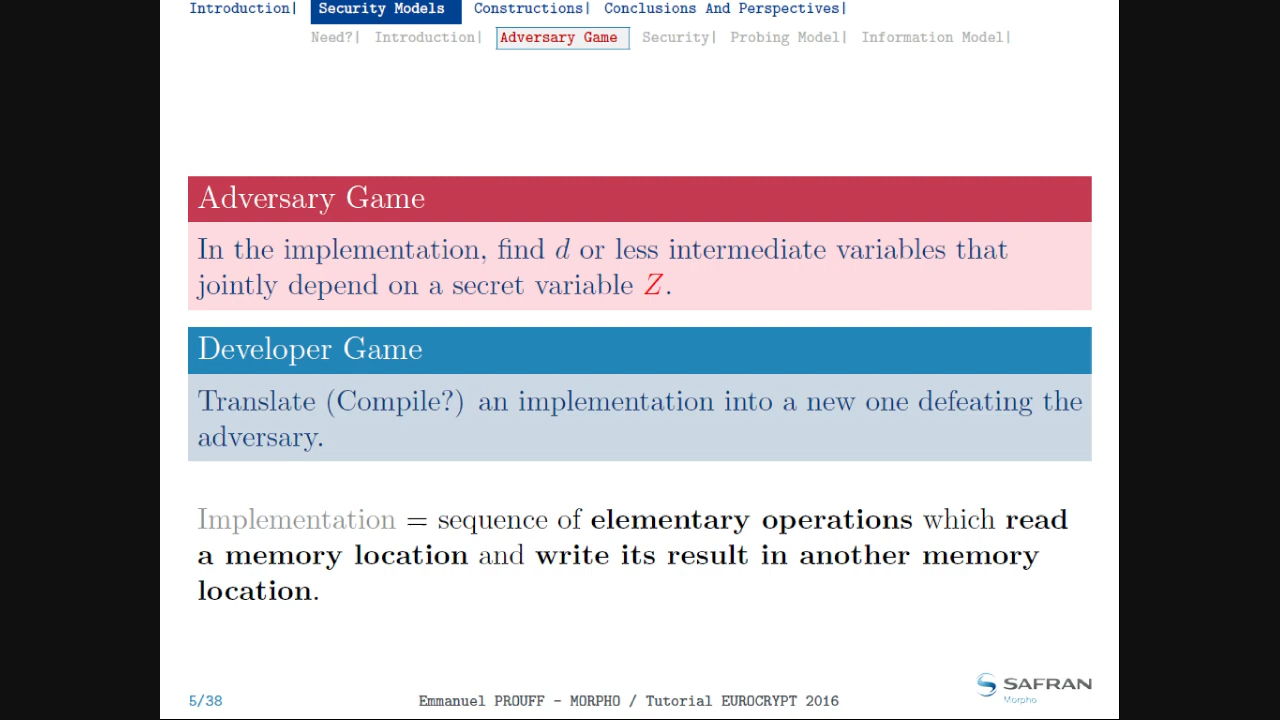 Introduction| Security Models Constructions| Conclusions And Perspectives|
Need?| Introduction| Adversary Game Security| Probing Model| Information Model|
Adversary Game
In the implementation, find d or less intermediate variables that
jointly depend on a secret variable Z.
Developer Game
Translate (Compile?) an implementation into a new one defeating the
adversary.
Implementation = sequence of elementary operations which read
a memory location and write its result in another memory
location.
SAFRAN
Morpho
5/38 Emmanuel PROUFF – MORPHO / Tutorial EUROCRYPT 2016